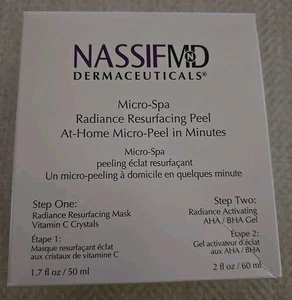 NASSIFMD
DERMACEUTICALS®
Micro-Spa
Radiance Resurfacing Peel
At-Home Micro-Peel in Minutes
Micro-Spa
peeling éclat resurfaçant
Un micro-peeling à domicile en quelques minute
Step One:
Radiance Resurfacing Mask
Vitamin C Crystals
Étape 1:
Masque resurfaçant éclat
aux cristaux de vitamine C
1.7 fl oz / 50 ml
Step Two:
Radiance Activating
AHA / BHA Gel
Étape 2:
Gel activateur d'éclat
aux AHA / BHA
2 fl oz / 60 ml